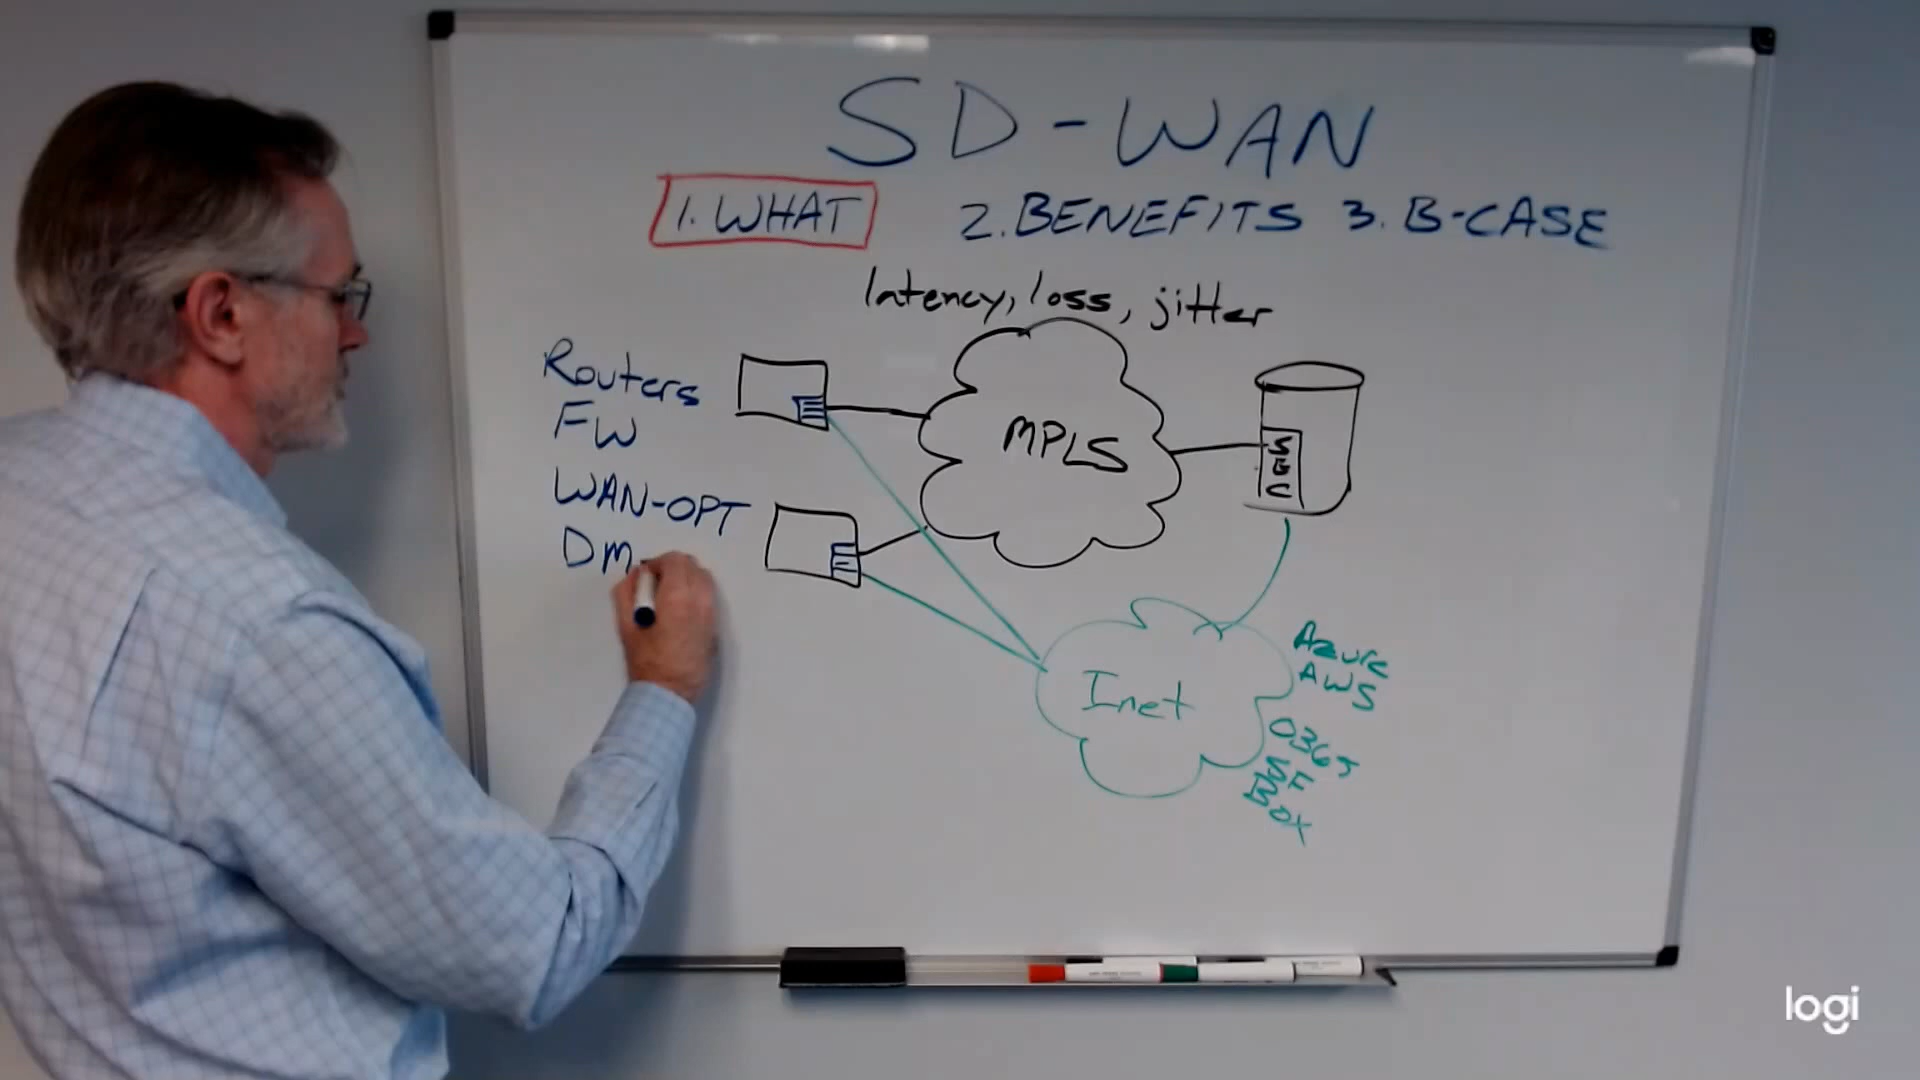 SD-WAN
1. WHAT 2. BENEFITS 3. B-CASE
latency, loss, jitter
Routers
FW
WAN-OPT
DM
MPLS
SEC
Inet
Azure
AWS
O365
SF
BOX
logi